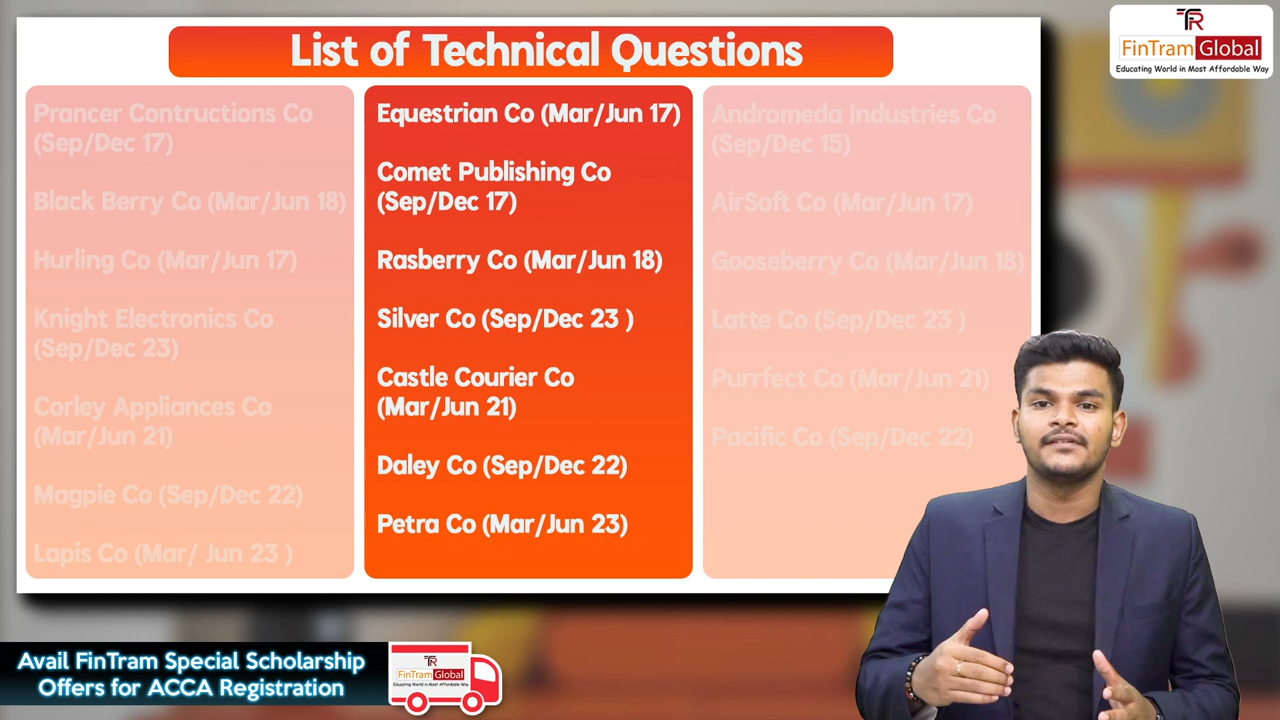 List of Technical Questions
Prancer Contructions Co
(Sep/Dec 17)
Black Berry Co (Mar/Jun 18)
Hurling Co (Mar/Jun 17)
Knight Electronics Co
(Sep/Dec 23)
Corley Appliances Co
(Mar/Jun 21)
Magpie Co (Sep/Dec 22)
Lapis Co (Mar/ Jun 23 )
Equestrian Co (Mar/Jun 17)
Comet Publishing Co
(Sep/Dec 17)
Rasberry Co (Mar/Jun 18)
Silver Co (Sep/Dec 23 )
Castle Courier Co
(Mar/Jun 21)
Daley Co (Sep/Dec 22)
Petra Co (Mar/Jun 23)
Andromeda Industries Co
(Sep/Dec 15)
AirSoft Co (Mar/Jun 17)
Gooseberry Co (Mar/Jun 18)
Latte Co (Sep/Dec 23 )
Purrfect Co (Mar/Jun 21)
Pacific Co (Sep/Dec 22)
FinTram Global
Educating World in Most Affordable Way
Avail FinTram Special Scholarship
Offers for ACCA Registration
FinTram Global
Educating World in Most Affordable Way